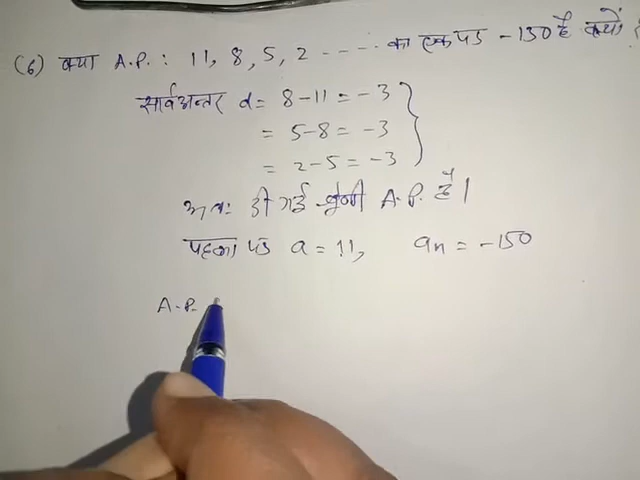 (6) क्या A.P. : 11, 8, 5, 2 ---- . का एक पद -150 है क्यों ?
सार्वअन्तर d = 8-11 = -3
= 5-8 = -3
= 2-5 = -3
अतः दी गई श्रेणी A.P. है।
पहला पद a = 11, an = -150
A.P.